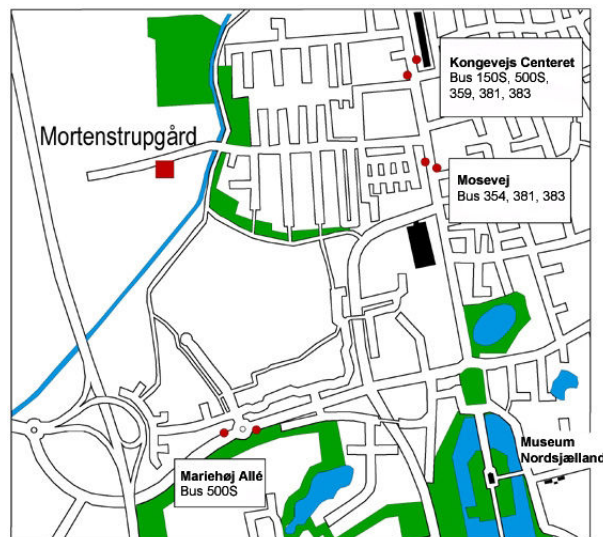 Kongevejs Centeret
Bus 150S, 500S,
359, 381, 383
Mortenstrupgård
Mosevej
Bus 354, 381, 383
Mariehøj Allé
Bus 500S
Museum
Nordsjælland